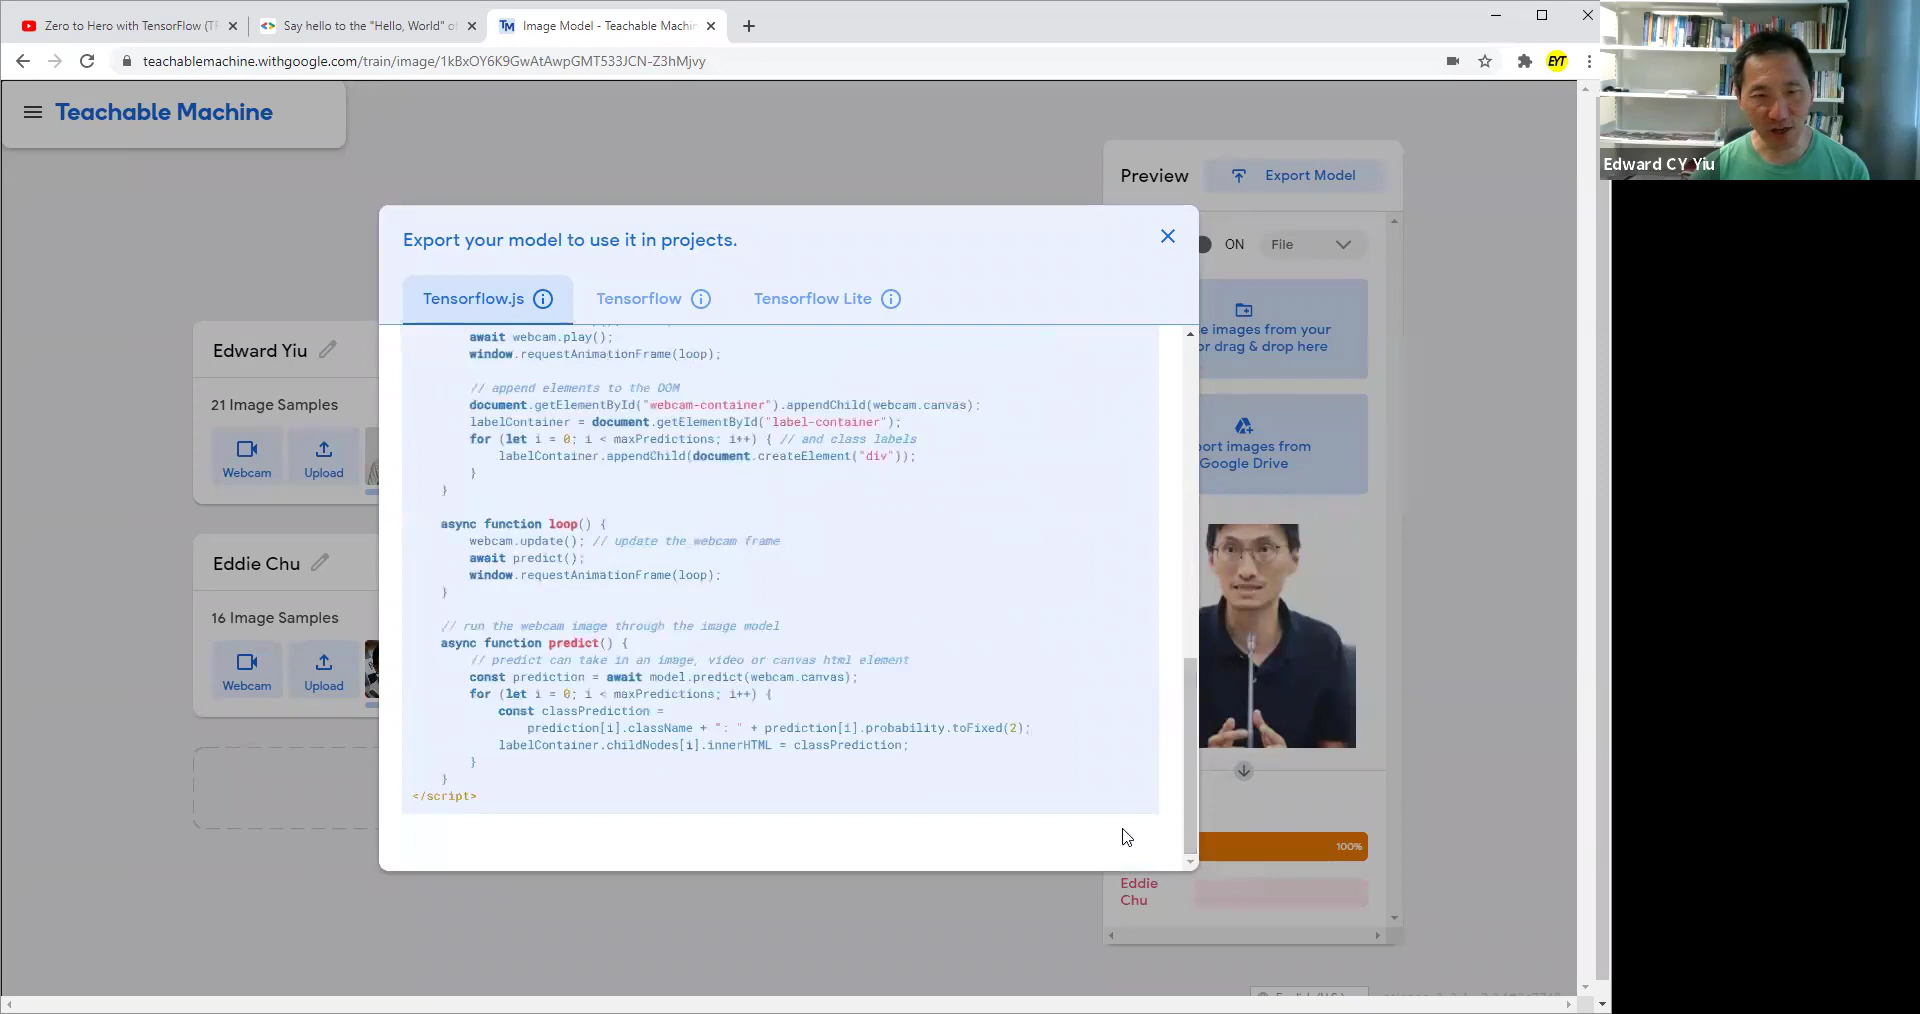 Zero to Hero with TensorFlow (TF
Say hello to the "Hello, World" of
Image Model - Teachable Machin
teachablemachine.withgoogle.com/train/image/1kBxOY6K9GwAtAwpGMT533JCN-Z3hMjvy
EYT
Edward CY Yiu
Teachable Machine
Preview
Export Model
Export your model to use it in projects.
ON
File
Tensorflow.js
Tensorflow
Tensorflow Lite
e images from your
or drag & drop here
ort images from
Google Drive
Edward Yiu
21 Image Samples
Webcam
Upload
Eddie Chu
16 Image Samples
Webcam
Upload
await webcam.play();
window.requestAnimationFrame(loop);
// append elements to the DOM
document.getElementById("webcam-container").appendChild(webcam.canvas);
labelContainer = document.getElementById("label-container");
for (let i = 0; i < maxPredictions; i++) { // and class labels
labelContainer.appendChild(document.createElement("div"));
}
}
async function loop() {
webcam.update(); // update the webcam frame
await predict();
window.requestAnimationFrame(loop);
}
// run the webcam image through the image model
async function predict() {
// predict can take in an image, video or canvas html element
const prediction = await model.predict(webcam.canvas);
for (let i = 0; i < maxPredictions; i++) {
const classPrediction =
prediction[i].className + ": " + prediction[i].probability.toFixed(2);
labelContainer.childNodes[i].innerHTML = classPrediction;
}
}
</script>
100%
Eddie
Chu